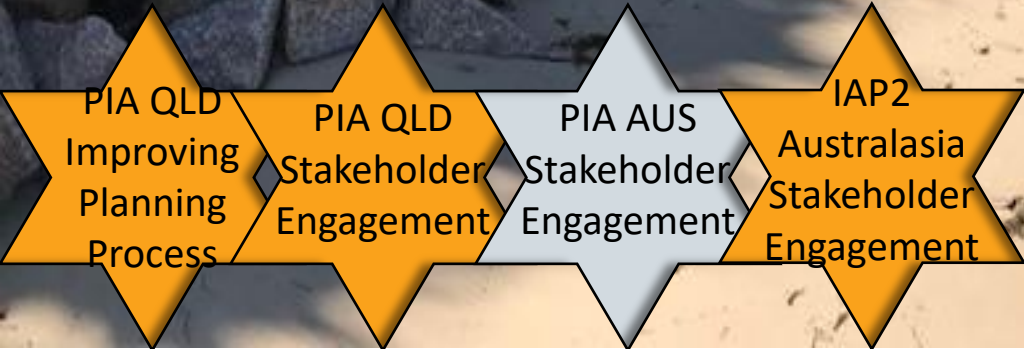 PIA QLD
Improving
Planning
Process
PIA QLD
Stakeholder
Engagement
PIA AUS
Stakeholder
Engagement
IAP2
Australasia
Stakeholder
Engagement